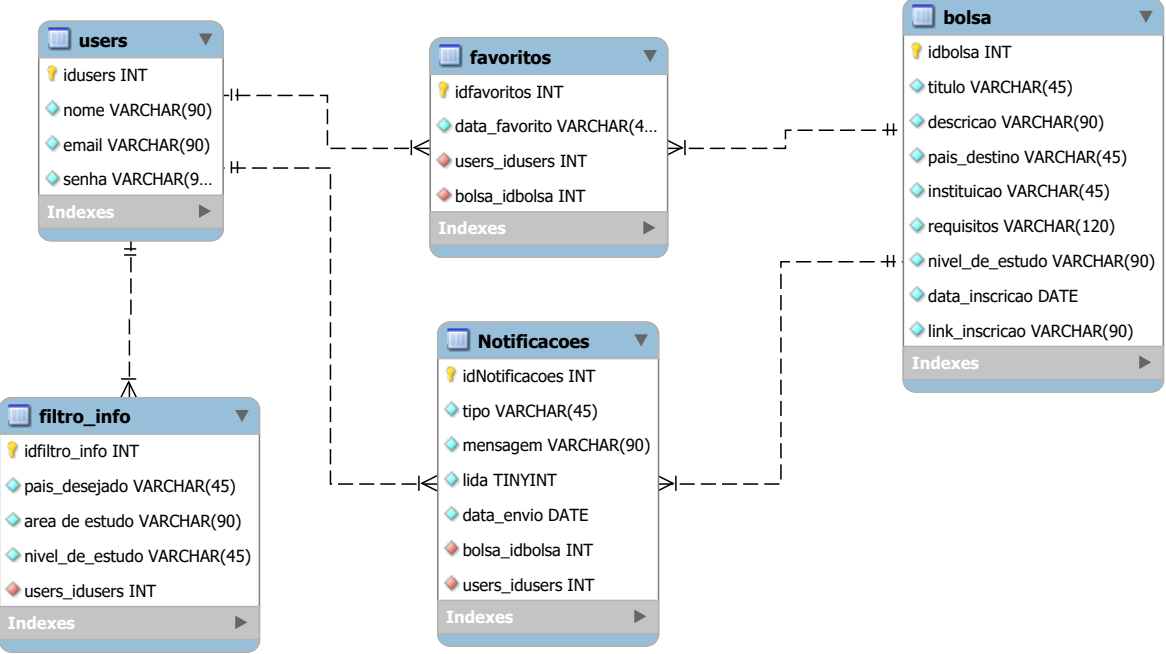 users
idusers INT
nome VARCHAR(90)
email VARCHAR(90)
senha VARCHAR(9...
Indexes
favoritos
idfavoritos INT
data_favorito VARCHAR(4...
users_idusers INT
bolsa_idbolsa INT
Indexes
bolsa
idbolsa INT
titulo VARCHAR(45)
descricao VARCHAR(90)
pais_destino VARCHAR(45)
instituicao VARCHAR(45)
requisitos VARCHAR(120)
nivel_de_estudo VARCHAR(90)
data_inscricao DATE
link_inscricao VARCHAR(90)
Indexes
filtro_info
idfiltro_info INT
pais_desejado VARCHAR(45)
area de estudo VARCHAR(90)
nivel_de_estudo VARCHAR(45)
users_idusers INT
Indexes
Notificacoes
idNotificacoes INT
tipo VARCHAR(45)
mensagem VARCHAR(90)
lida TINYINT
data_envio DATE
bolsa_idbolsa INT
users_idusers INT
Indexes